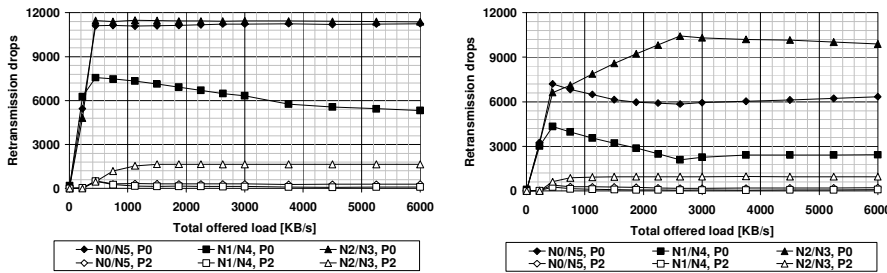 12000
9000
6000
3000
0
Retransmission drops
0 1000 2000 3000 4000 5000 6000
Total offered load [KB/s]
N0/N5, P0 N1/N4, P0 N2/N3, P0
N0/N5, P2 N1/N4, P2 N2/N3, P2
12000
9000
6000
3000
0
Retransmission drops
0 1000 2000 3000 4000 5000 6000
Total offered load [KB/s]
N0/N5, P0 N1/N4, P0 N2/N3, P0
N0/N5, P2 N1/N4, P2 N2/N3, P2